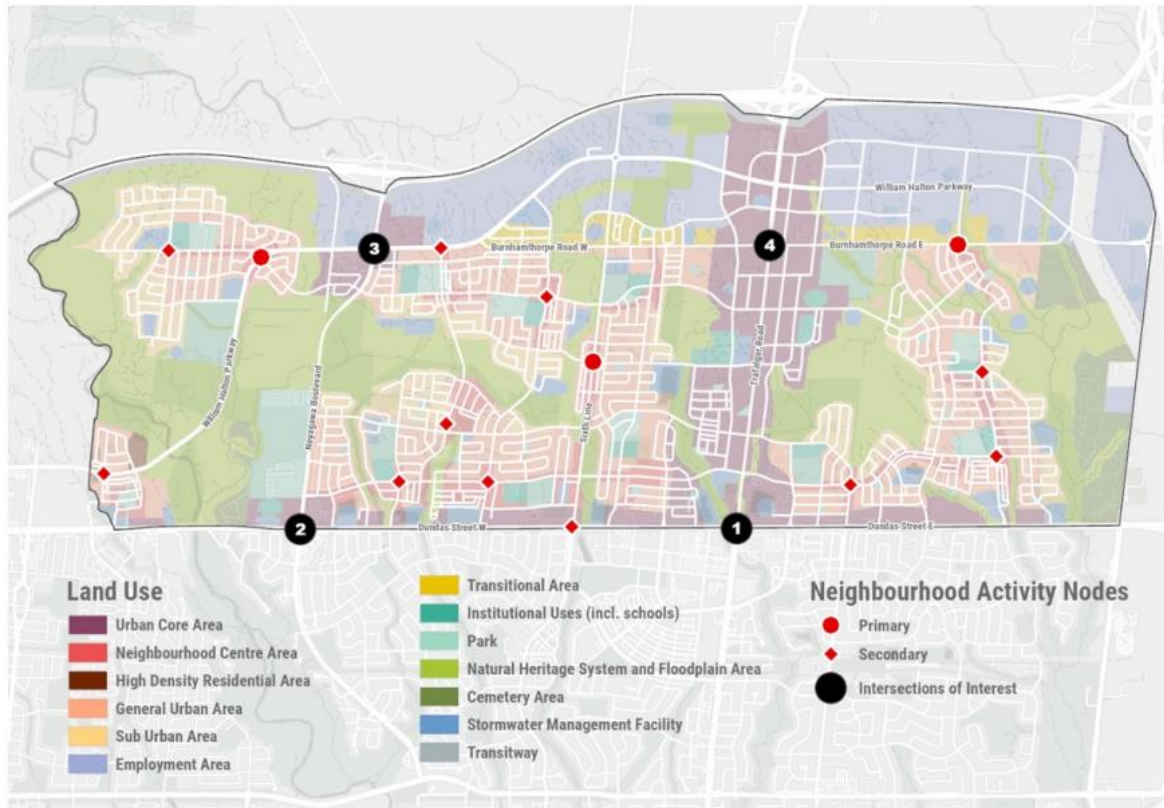 William Halton Parkway
3
4
Burnhamthorpe Road W
Burnhamthorpe Road E
Trafalgar Road
William Halton Parkway
Neyagawa Boulevard
Sixth Line
2
1
Dundas Street W
Dundas Street E
Land Use
Urban Core Area
Neighbourhood Centre Area
High Density Residential Area
General Urban Area
Sub Urban Area
Employment Area
Transitional Area
Institutional Uses (incl. schools)
Park
Natural Heritage System and Floodplain Area
Cemetery Area
Stormwater Management Facility
Transitway
Neighbourhood Activity Nodes
Primary
Secondary
Intersections of Interest